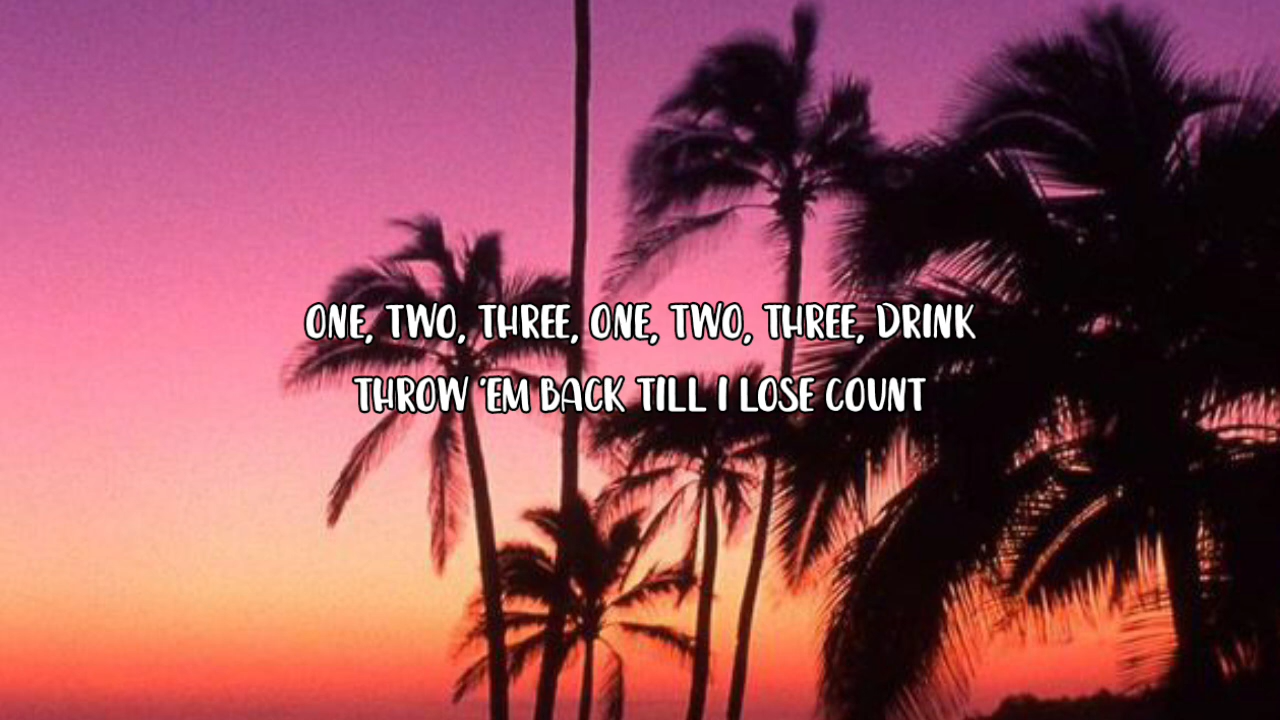 ONE, TWO, THREE, ONE, TWO, THREE, DRINK
THROW 'EM BACK TILL I LOSE COUNT